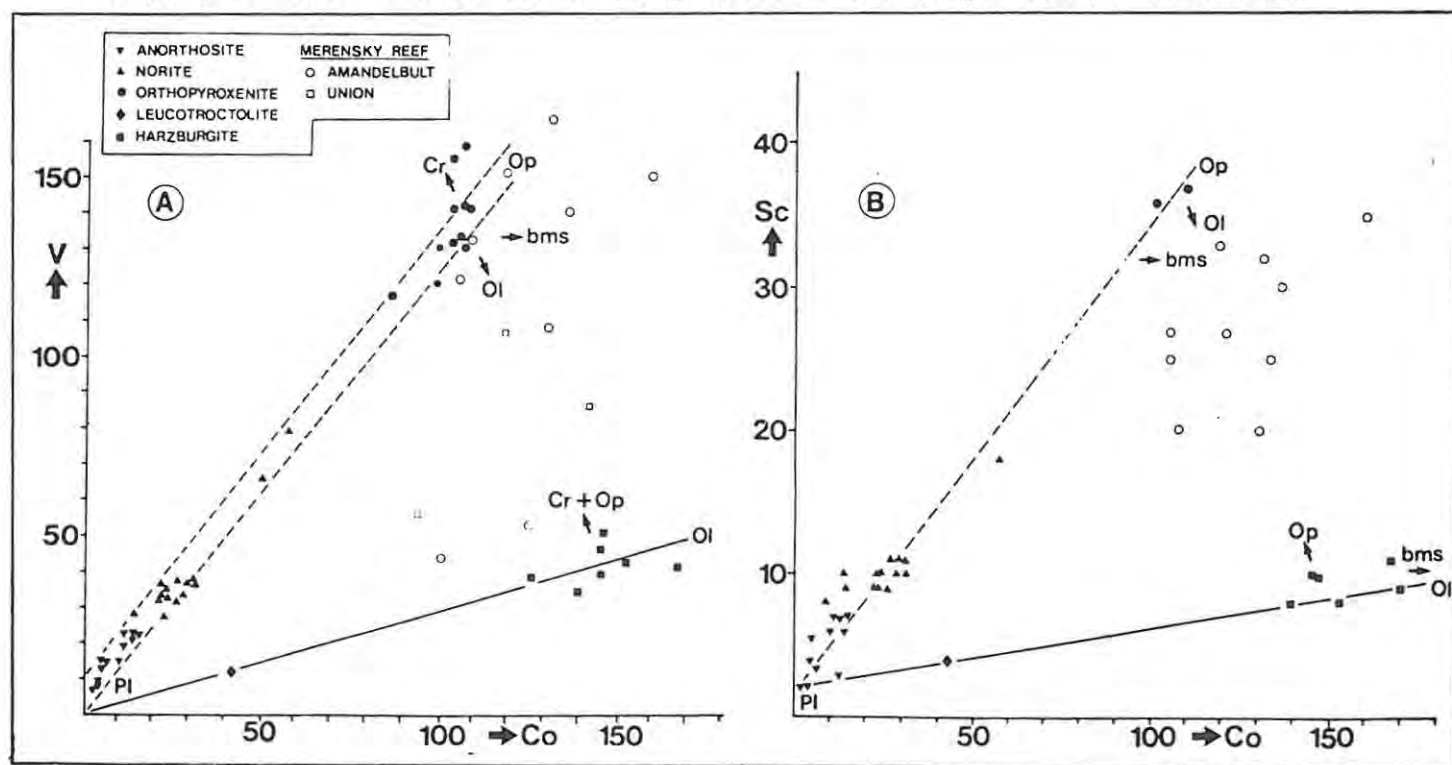 ANORTHOSITE
NORITE
ORTHOPYROXENITE
LEUCOTROCTOLITE
HARZBURGITE
MERENSKY REEF
AMANDELBULT
UNION
A
V
150
100
50
Cr
Op
bms
Ol
Cr + Op
Ol
Pl
50
100
Co
150
B
Sc
40
30
20
10
Op
Ol
bms
Op
bms
Ol
Pl
50
100
Co
150